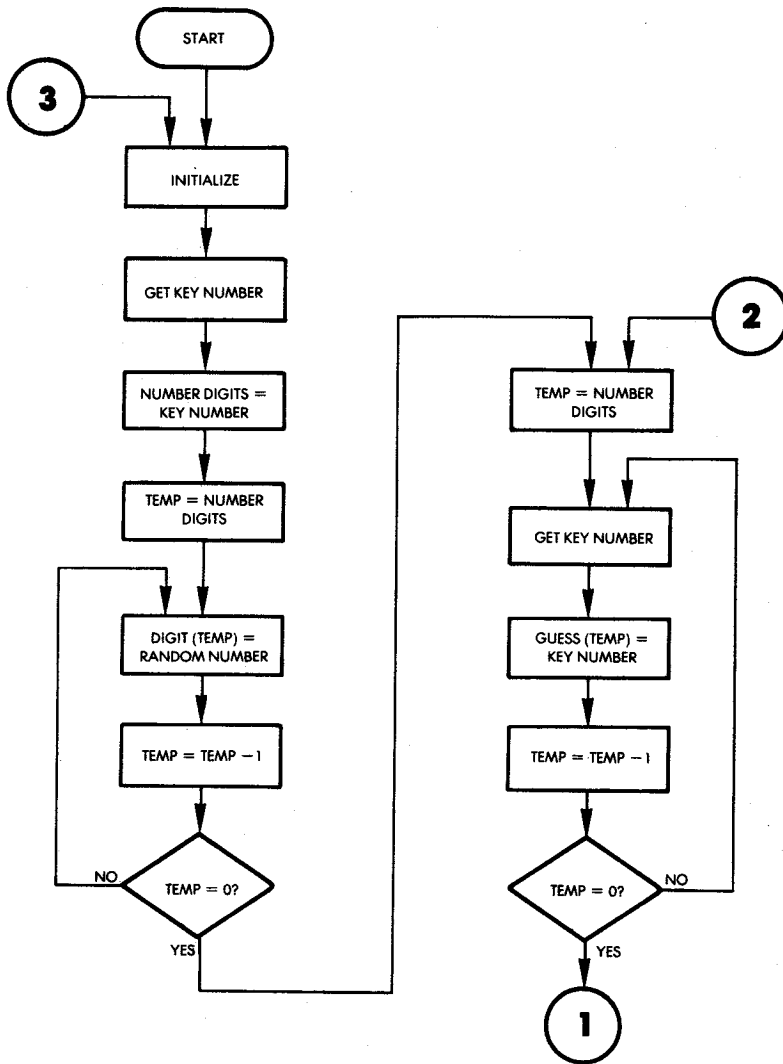 START
3
INITIALIZE
GET KEY NUMBER
NUMBER DIGITS =
KEY NUMBER
TEMP = NUMBER
DIGITS
DIGIT (TEMP) =
RANDOM NUMBER
TEMP = TEMP – 1
TEMP = 0?
NO
YES
2
TEMP = NUMBER
DIGITS
GET KEY NUMBER
GUESS (TEMP) =
KEY NUMBER
TEMP = TEMP – 1
TEMP = 0?
NO
YES
1